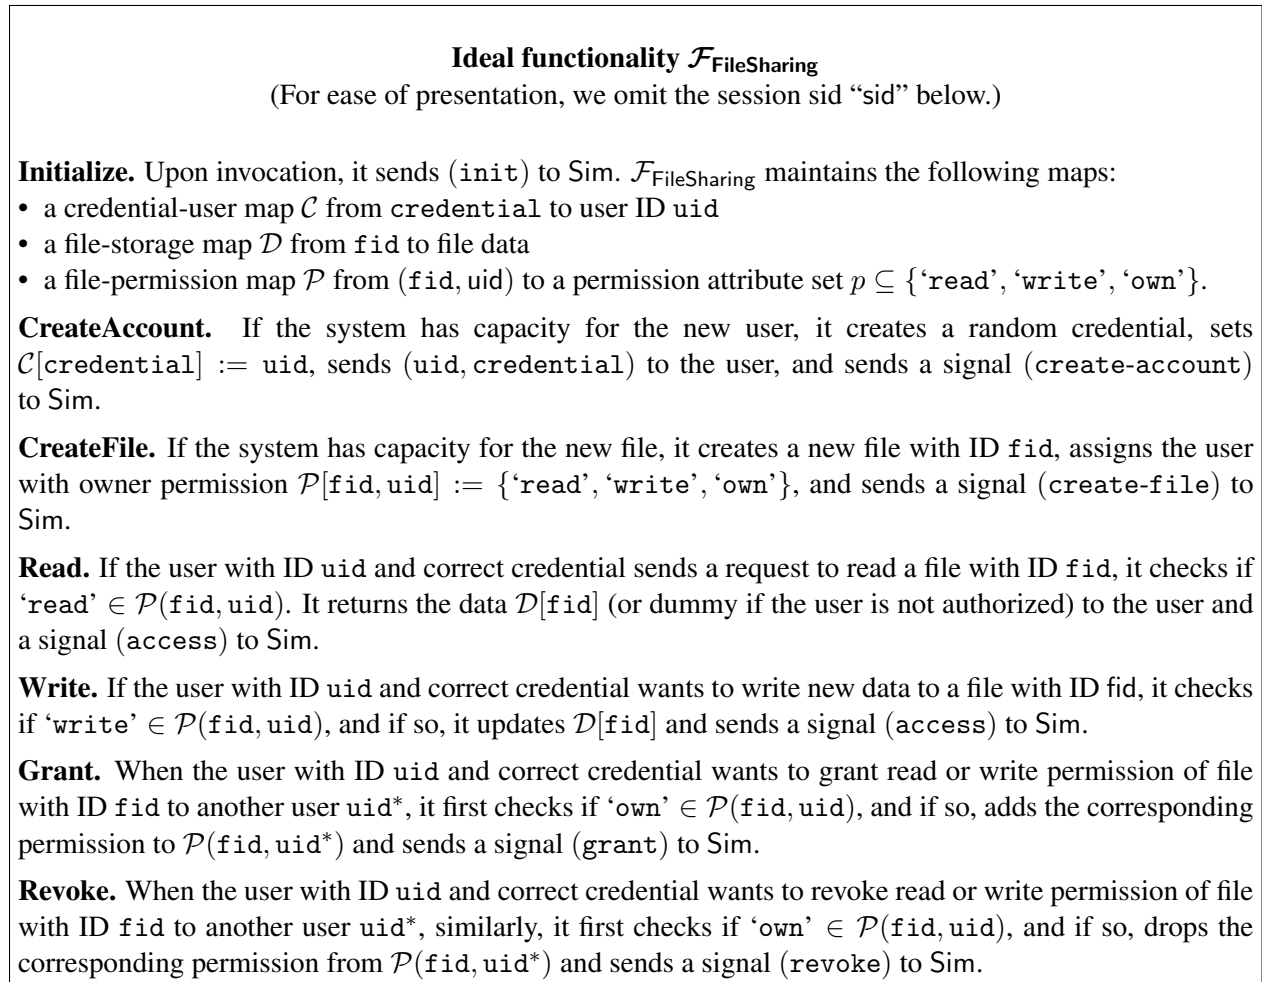 Ideal functionality 𝓕FileSharing
(For ease of presentation, we omit the session sid “sid” below.)
Initialize. Upon invocation, it sends (init) to Sim. 𝓕FileSharing maintains the following maps:
• a credential-user map 𝒞 from credential to user ID uid
• a file-storage map 𝒟 from fid to file data
• a file-permission map 𝒫 from (fid, uid) to a permission attribute set p ⊆ {‘read’, ‘write’, ‘own’}.
CreateAccount. If the system has capacity for the new user, it creates a random credential, sets
𝒞[credential] := uid, sends (uid, credential) to the user, and sends a signal (create-account)
to Sim.
CreateFile. If the system has capacity for the new file, it creates a new file with ID fid, assigns the user
with owner permission 𝒫[fid, uid] := {‘read’, ‘write’, ‘own’}, and sends a signal (create-file) to
Sim.
Read. If the user with ID uid and correct credential sends a request to read a file with ID fid, it checks if
‘read’ ∈ 𝒫(fid, uid). It returns the data 𝒟[fid] (or dummy if the user is not authorized) to the user and
a signal (access) to Sim.
Write. If the user with ID uid and correct credential wants to write new data to a file with ID fid, it checks
if ‘write’ ∈ 𝒫(fid, uid), and if so, it updates 𝒟[fid] and sends a signal (access) to Sim.
Grant. When the user with ID uid and correct credential wants to grant read or write permission of file
with ID fid to another user uid*, it first checks if ‘own’ ∈ 𝒫(fid, uid), and if so, adds the corresponding
permission to 𝒫(fid, uid*) and sends a signal (grant) to Sim.
Revoke. When the user with ID uid and correct credential wants to revoke read or write permission of file
with ID fid to another user uid*, similarly, it first checks if ‘own’ ∈ 𝒫(fid, uid), and if so, drops the
corresponding permission from 𝒫(fid, uid*) and sends a signal (revoke) to Sim.